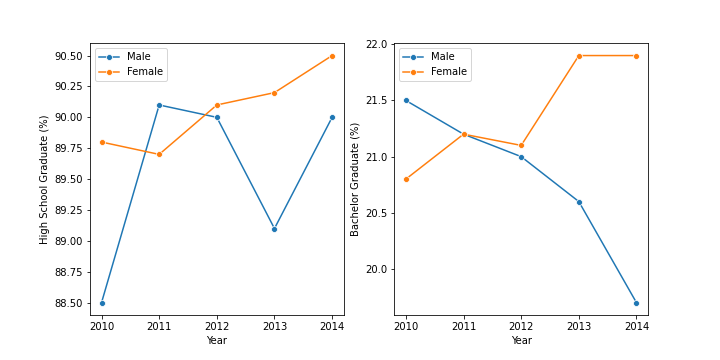 High School Graduate (%)
90.50
90.25
90.00
89.75
89.50
89.25
89.00
88.75
88.50
Male
Female
2010 2011 2012 2013 2014
Year
Bachelor Graduate (%)
22.0
21.5
21.0
20.5
20.0
Male
Female
2010 2011 2012 2013 2014
Year